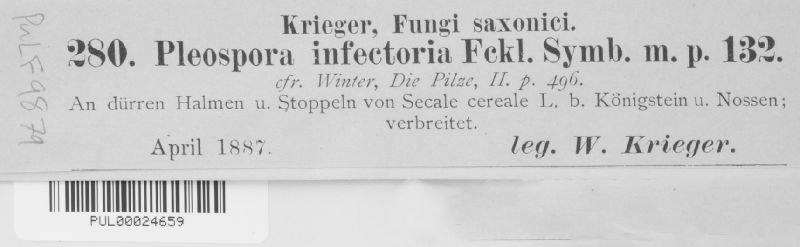 Krieger, Fungi saxonici.
280. Pleospora infectoria Fckl. Symb. m. p. 132.
cfr. Winter, Die Pilze, II. p. 496.
An dürren Halmen u. Stoppeln von Secale cereale L. b. Königstein u. Nossen;
verbreitet.
April 1887. leg. W. Krieger.
PUL F9879
PUL00024659